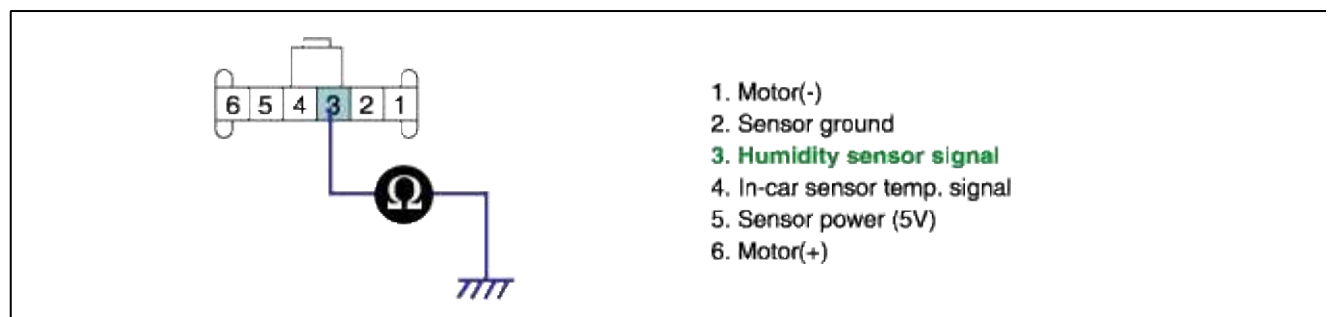 6 5 4 3 2 1
Ω
1. Motor(-)
2. Sensor ground
3. Humidity sensor signal
4. In-car sensor temp. signal
5. Sensor power (5V)
6. Motor(+)